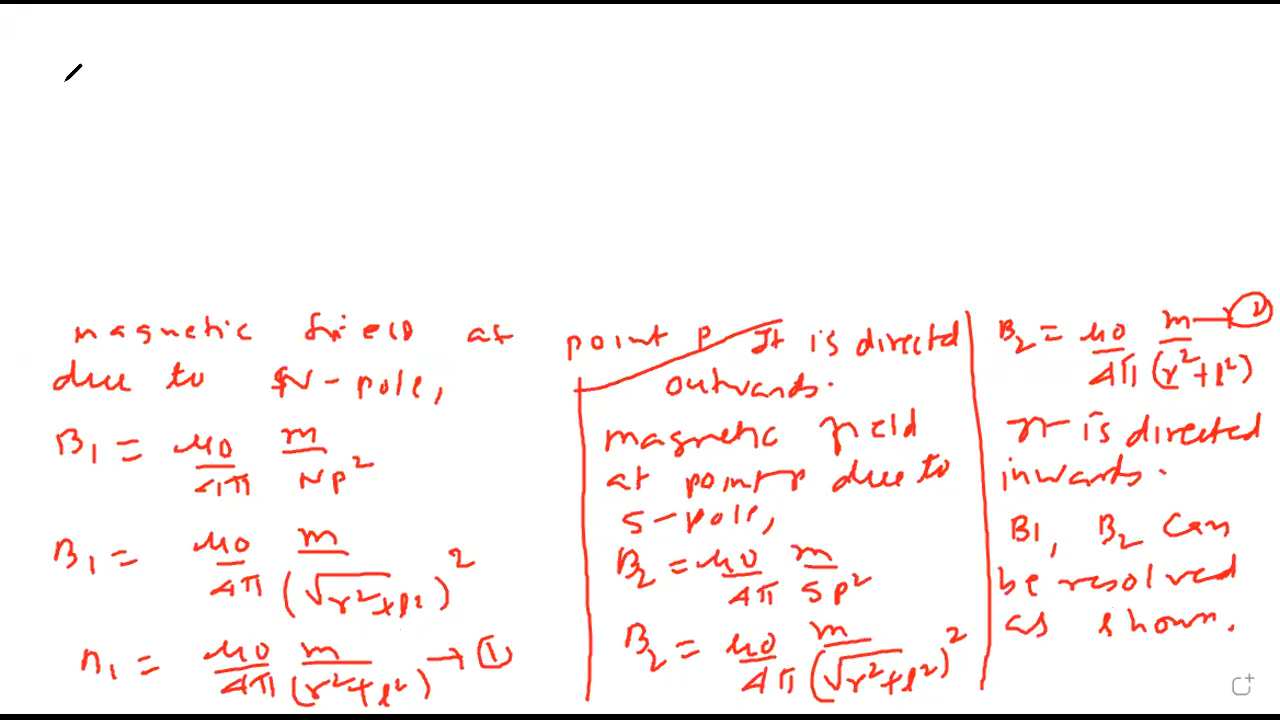 magnetic field at point P It is directed outwards.
due to N-pole,
B1 = μ0/4π m/NP²
B1 = μ0/4π m/(√r²+l²)²
B1 = μ0/4π m/(r²+l²) → ①
magnetic field
at point P due to
S-pole,
B2 = μ0/4π m/SP²
B2 = μ0/4π m/(√r²+l²)²
B2 = μ0/4π m/(r²+l²) → ②
It is directed
inwards.
B1, B2 can
be resolved
as shown.